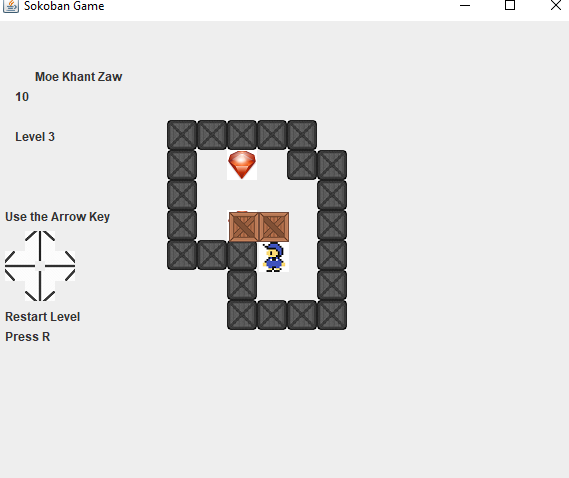 Sokoban Game
Moe Khant Zaw
10
Level 3
Use the Arrow Key
Restart Level
Press R